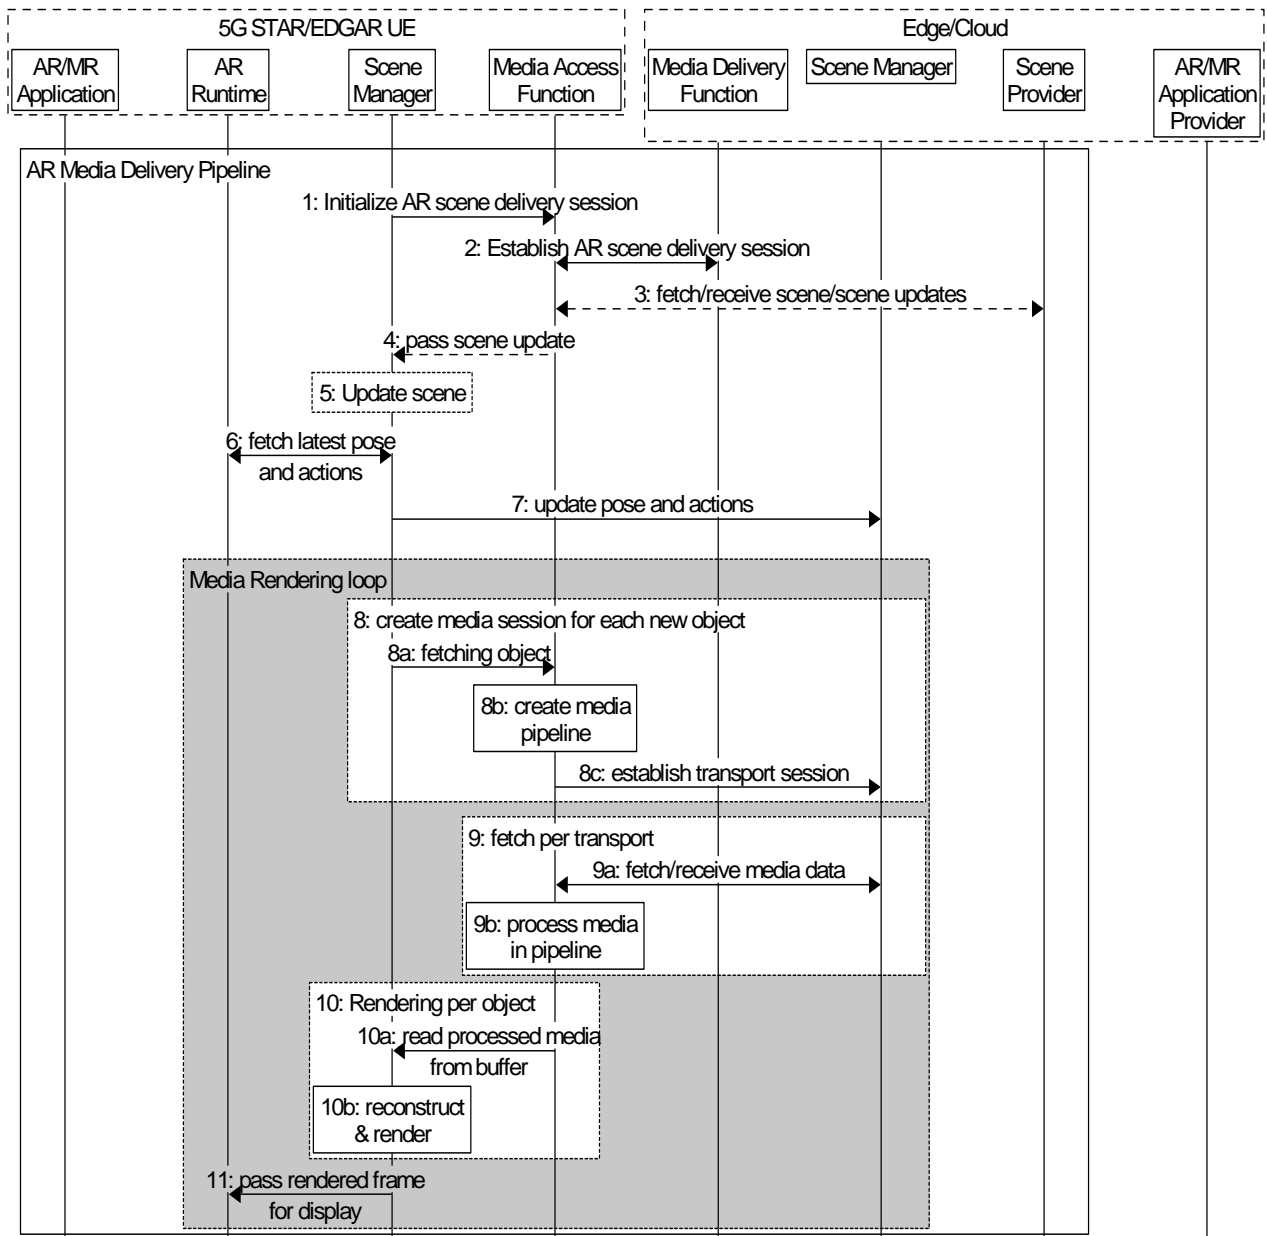 5G STAR/EDGAR UE
Edge/Cloud
AR/MR
Application
AR
Runtime
Scene
Manager
Media Access
Function
Media Delivery
Function
Scene Manager
Scene
Provider
AR/MR
Application
Provider
AR Media Delivery Pipeline
1: Initialize AR scene delivery session
2: Establish AR scene delivery session
3: fetch/receive scene/scene updates
4: pass scene update
5: Update scene
6: fetch latest pose
and actions
7: update pose and actions
Media Rendering loop
8: create media session for each new object
8a: fetching object
8b: create media
pipeline
8c: establish transport session
9: fetch per transport
9a: fetch/receive media data
9b: process media
in pipeline
10: Rendering per object
10a: read processed media
from buffer
10b: reconstruct
& render
11: pass rendered frame
for display